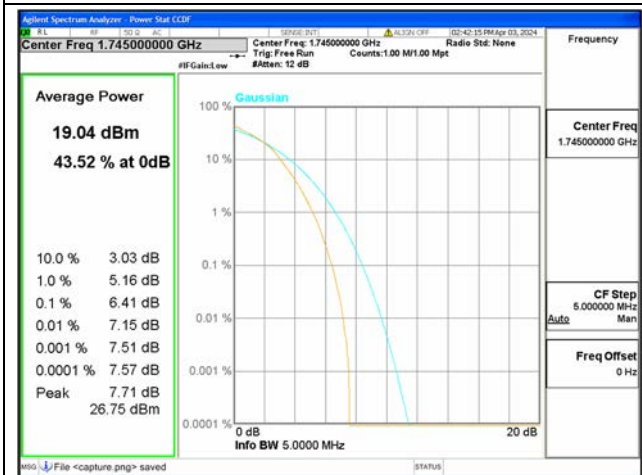 Agilent Spectrum Analyzer - Power Stat CCDF
RL RF 50 Ω AC SENSE:INT ALIGN OFF 02:42:15 PM Apr 03, 2024
Center Freq 1.745000000 GHz
Center Freq: 1.745000000 GHz Radio Std: None
Trig: Free Run Counts:1.00 M/1.00 Mpt
#IFGain:Low #Atten: 12 dB
Frequency
Average Power
19.04 dBm
43.52 % at 0dB
10.0 % 3.03 dB
1.0 % 5.16 dB
0.1 % 6.41 dB
0.01 % 7.15 dB
0.001 % 7.51 dB
0.0001 % 7.57 dB
Peak 7.71 dB
26.75 dBm
Gaussian
100 %
10 %
1 %
0.1 %
0.01 %
0.001 %
0.0001 %
0 dB 20 dB
Info BW 5.0000 MHz
Center Freq
1.745000000 GHz
CF Step
5.000000 MHz
Auto Man
Freq Offset
0 Hz
MSG File <capture.png> saved STATUS